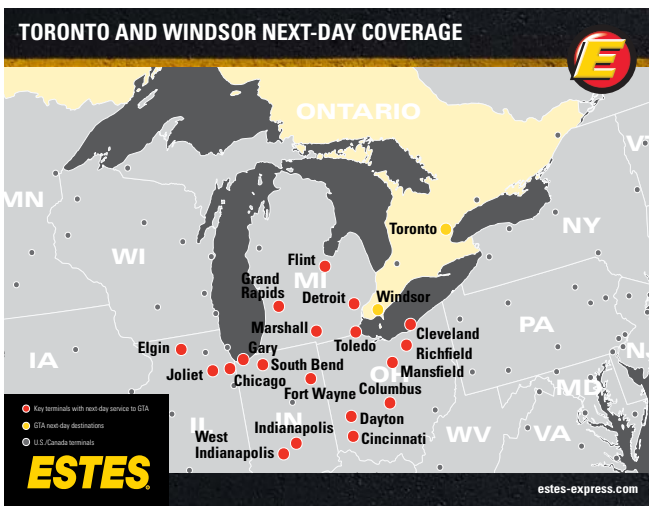 TORONTO AND WINDSOR NEXT-DAY COVERAGE
E
ONTARIO
MN
VT
WI
NY
Toronto
Flint
MI
Grand
Rapids
Detroit
Windsor
Marshall
Toledo
Cleveland
PA
Richfield
Elgin
Gary
South Bend
Mansfield
IA
NJ
Joliet
Chicago
OH
Fort Wayne
Columbus
MD
IL
IN
Dayton
Indianapolis
WV
VA
West
Indianapolis
Cincinnati
Key terminals with next-day service to GTA
GTA next-day destinations
U.S./Canada terminals
ESTES
estes-express.com